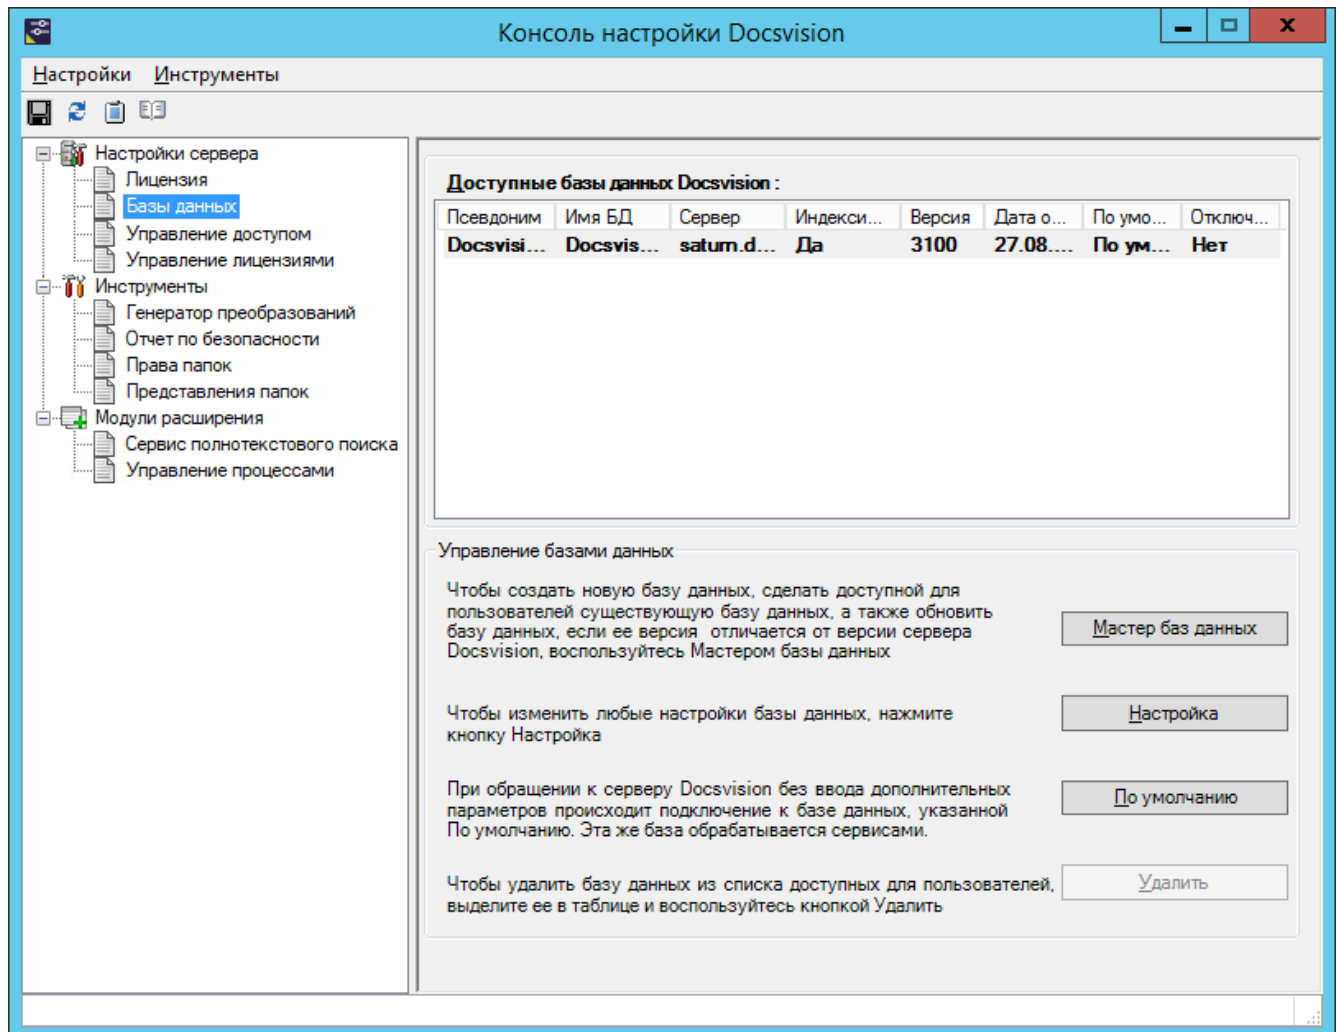 Консоль настройки Docsvision
Настройки Инструменты
Настройки сервера
Лицензия
Базы данных
Управление доступом
Управление лицензиями
Инструменты
Генератор преобразований
Отчет по безопасности
Права папок
Представления папок
Модули расширения
Сервис полнотекстового поиска
Управление процессами
Доступные базы данных Docsvision :
Псевдоним Имя БД Сервер Индекси... Версия Дата о... По умо... Отключ...
Docsvisi... Docsvis... saturn.d... Да 3100 27.08.... По ум... Нет
Управление базами данных
Чтобы создать новую базу данных, сделать доступной для
пользователей существующую базу данных, а также обновить
базу данных, если ее версия отличается от версии сервера
Docsvision, воспользуйтесь Мастером базы данных
Мастер баз данных
Чтобы изменить любые настройки базы данных, нажмите
кнопку Настройка
Настройка
При обращении к серверу Docsvision без ввода дополнительных
параметров происходит подключение к базе данных, указанной
По умолчанию. Эта же база обрабатывается сервисами.
По умолчанию
Чтобы удалить базу данных из списка доступных для пользователей,
выделите ее в таблице и воспользуйтесь кнопкой Удалить
Удалить